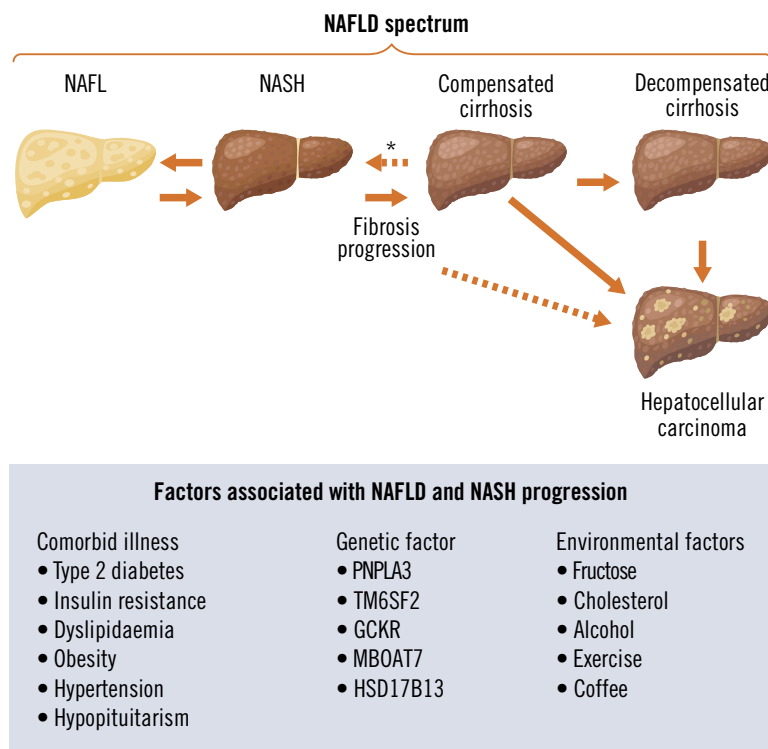 NAFLD spectrum
NAFL
NASH
Compensated
cirrhosis
Decompensated
cirrhosis
*
Fibrosis
progression
Hepatocellular
carcinoma
Factors associated with NAFLD and NASH progression
Comorbid illness
• Type 2 diabetes
• Insulin resistance
• Dyslipidaemia
• Obesity
• Hypertension
• Hypopituitarism
Genetic factor
• PNPLA3
• TM6SF2
• GCKR
• MBOAT7
• HSD17B13
Environmental factors
• Fructose
• Cholesterol
• Alcohol
• Exercise
• Coffee